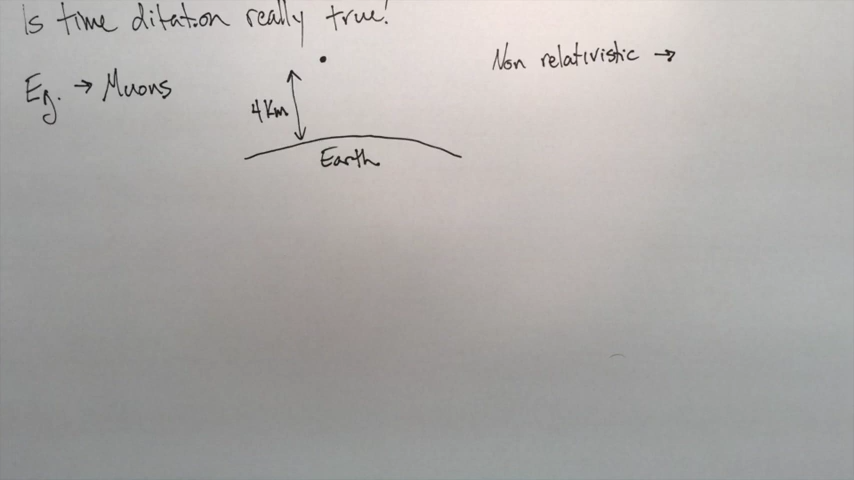 Is time dilation really true!
Eg. → Muons
Non relativistic →
4Km
Earth